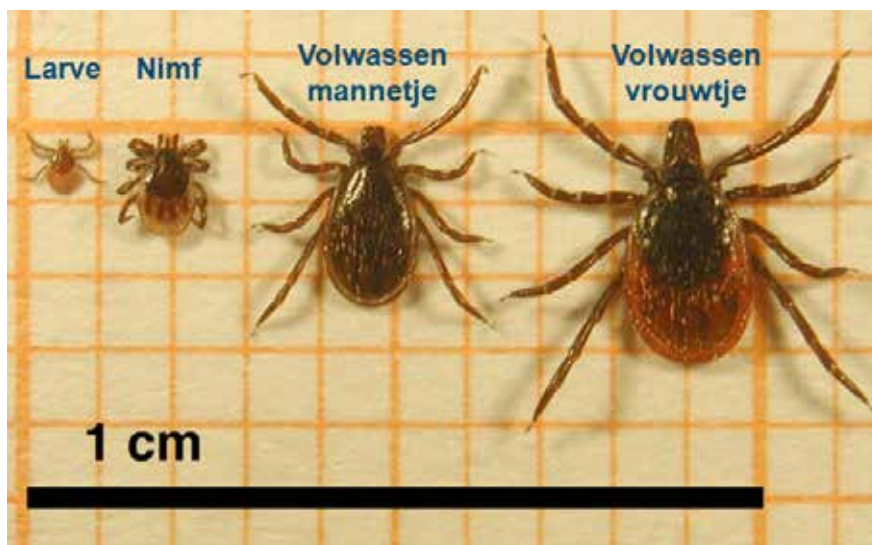 Larve
Nimf
Volwassen
mannetje
Volwassen
vrouwtje
1 cm